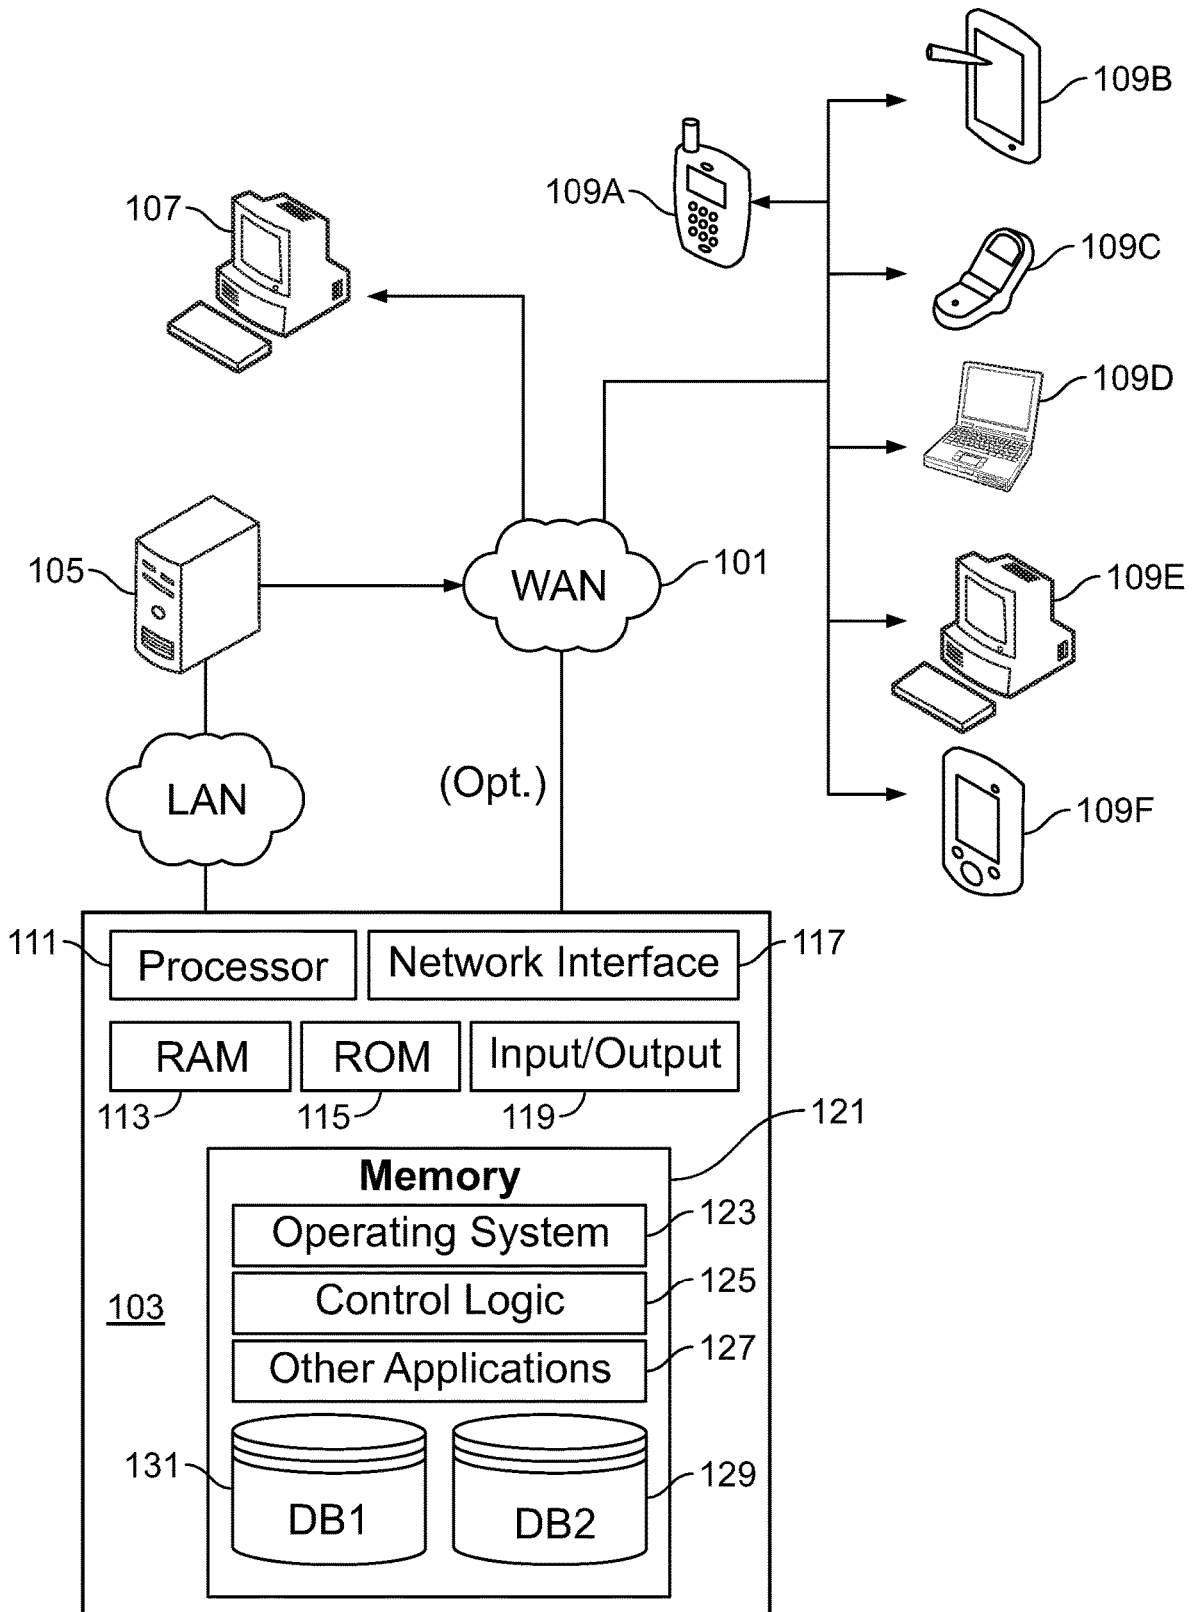 109B
109A
107
109C
109D
105
WAN
101
109E
LAN
(Opt.)
109F
111
Processor
Network Interface
117
RAM
ROM
Input/Output
113
115
119
121
Memory
Operating System
123
103
Control Logic
125
Other Applications
127
131
DB1
DB2
129